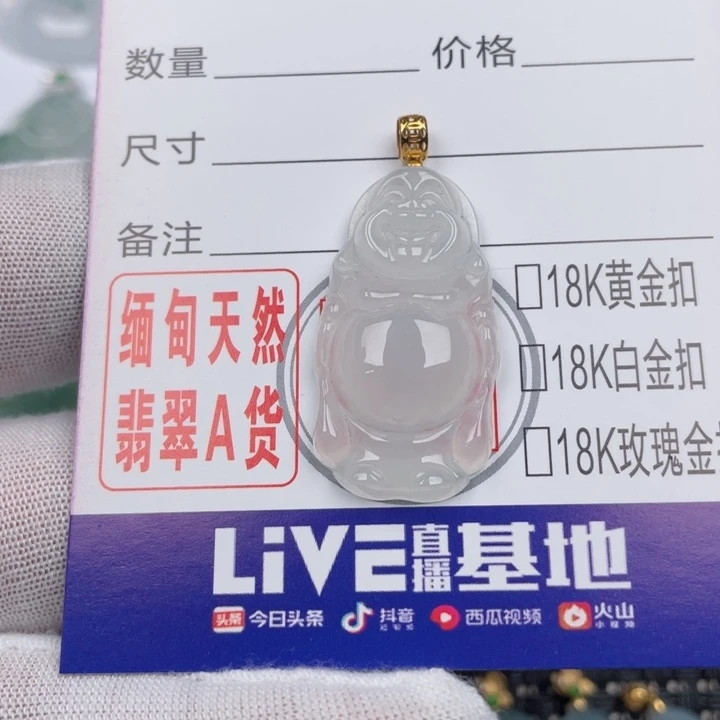 数量 价格
尺寸
备注
缅甸天然
翡翠A货
□18K黄金扣
□18K白金扣
□18K玫瑰金
LiVE直播基地
头条 今日头条 抖音 西瓜视频 火山